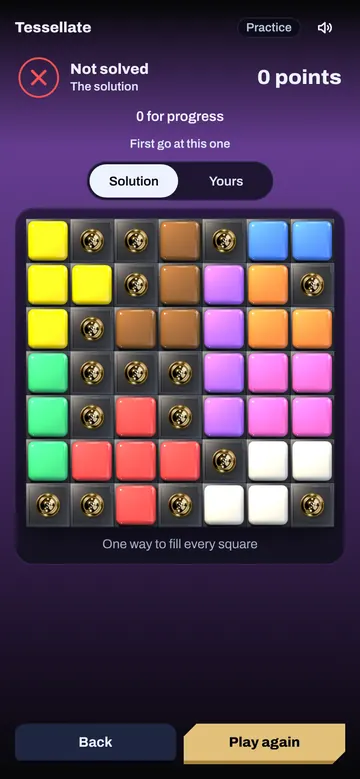 Tessellate
Practice
Not solved
The solution
0 points
0 for progress
First go at this one
Solution
Yours
One way to fill every square
Back
Play again